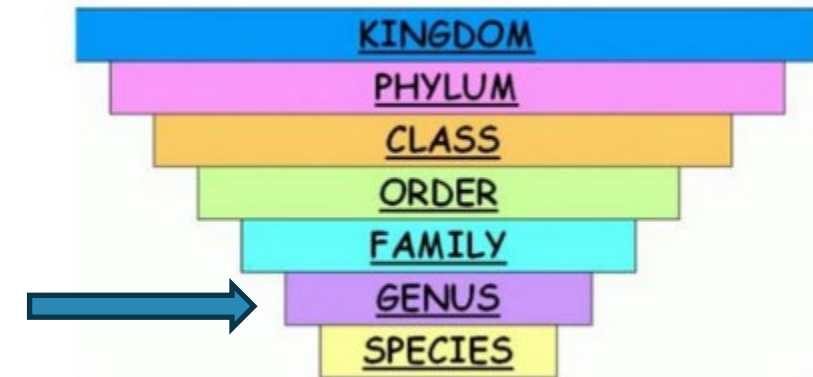 KINGDOM
PHYLUM
CLASS
ORDER
FAMILY
GENUS
SPECIES